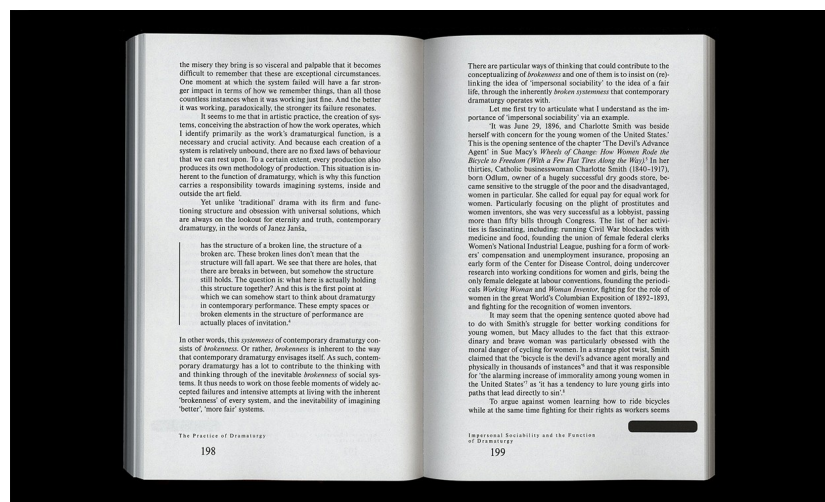 the misery they bring is so visceral and palpable that it becomes
difficult to remember that these are exceptional circumstances.
One moment at which the system failed will have a far stron-
ger impact in terms of how we remember things, than all those
countless instances when it was working just fine. And the better
it was working, paradoxically, the stronger its failure resonates.
It seems to me that in artistic practice, the creation of sys-
tems, conceiving the abstraction of how the work operates, which
I identify primarily as the work's dramaturgical function, is a
necessary and crucial activity. And because each creation of a
system is relatively unbound, there are no fixed laws of behaviour
that we can rest upon. To a certain extent, every production also
produces its own methodology of production. This situation is in-
herent to the function of dramaturgy, which is why this function
carries a responsibility towards imagining systems, inside and
outside the art field.
Yet unlike 'traditional' drama with its firm and func-
tioning structure and obsession with universal solutions, which
are always on the lookout for eternity and truth, contemporary
dramaturgy, in the words of Janez Janša,
has the structure of a broken line, the structure of a
broken arc. These broken lines don't mean that the
structure will fall apart. We see that there are holes, that
there are breaks in between, but somehow the structure
still holds. The question is: what here is actually holding
this structure together? And this is the first point at
which we can somehow start to think about dramaturgy
in contemporary performance. These empty spaces or
broken elements in the structure of performance are
actually places of invitation.⁴
In other words, this systemness of contemporary dramaturgy con-
sists of brokenness. Or rather, brokenness is inherent to the way
that contemporary dramaturgy envisages itself. As such, contem-
porary dramaturgy has a lot to contribute to the thinking with
and thinking through of the inevitable brokenness of social sys-
tems. It thus needs to work on those feeble moments of widely ac-
cepted failures and intensive attempts at living with the inherent
'brokenness' of every system, and the inevitability of imagining
'better', 'more fair' systems.
The Practice of Dramaturgy
198
There are particular ways of thinking that could contribute to the
conceptualizing of brokenness and one of them is to insist on (re)-
linking the idea of 'impersonal sociability' to the idea of a fair
life, through the inherently broken systemness that contemporary
dramaturgy operates with.
Let me first try to articulate what I understand as the im-
portance of 'impersonal sociability' via an example.
'It was June 29, 1896, and Charlotte Smith was beside
herself with concern for the young women of the United States.'
This is the opening sentence of the chapter 'The Devil's Advance
Agent' in Sue Macy's Wheels of Change: How Women Rode the
Bicycle to Freedom (With a Few Flat Tires Along the Way).⁵ In her
thirties, Catholic businesswoman Charlotte Smith (1840–1917),
born Odlum, owner of a hugely successful dry goods store, be-
came sensitive to the struggle of the poor and the disadvantaged,
women in particular. She called for equal pay for equal work for
women. Particularly focusing on the plight of prostitutes and
women inventors, she was very successful as a lobbyist, passing
more than fifty bills through Congress. The list of her activi-
ties is fascinating, including: running Civil War blockades with
medicine and food, founding the union of female federal clerks
Women's National Industrial League, pushing for a form of work-
ers' compensation and unemployment insurance, proposing an
early form of the Center for Disease Control, doing undercover
research into working conditions for women and girls, being the
only female delegate at labour conventions, founding the periodi-
cals Working Woman and Woman Inventor, fighting for the role of
women in the great World's Columbian Exposition of 1892–1893,
and fighting for the recognition of women inventors.
It may seem that the opening sentence quoted above had
to do with Smith's struggle for better working conditions for
young women, but Macy alludes to the fact that this extraor-
dinary and brave woman was particularly obsessed with the
moral danger of cycling for women. In a strange plot twist, Smith
claimed that the 'bicycle is the devil's advance agent morally and
physically in thousands of instances'⁶ and that it was responsible
for 'the alarming increase of immorality among young women in
the United States'⁷ as 'it has a tendency to lure young girls into
paths that lead directly to sin'.⁸
To argue against women learning how to ride bicycles
while at the same time fighting for their rights as workers seems
Impersonal Sociability and the Function
of Dramaturgy
199